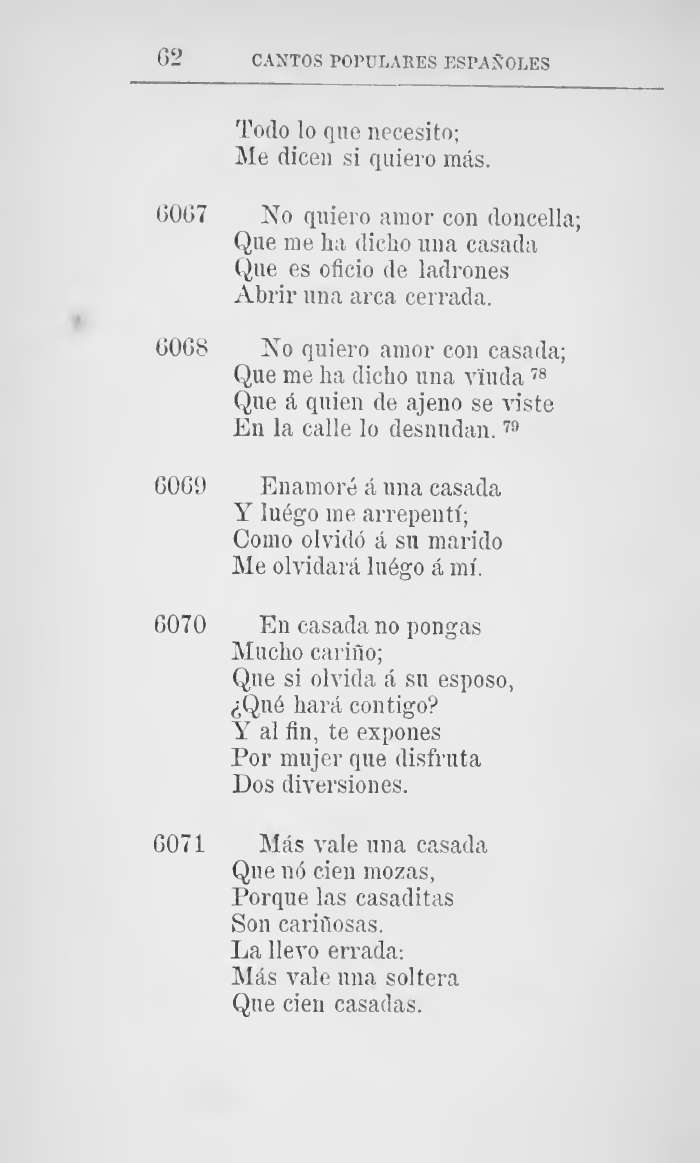 62 CANTOS POPULARES ESPAÑOLES
Todo lo que necesito;
Me dicen si quiero más.
6067 No quiero amor con doncella;
Que me ha dicho una casada
Que es oficio de ladrones
Abrir una arca cerrada.
6068 No quiero amor con casada;
Que me ha dicho una vïuda 78
Que á quien de ajeno se viste
En la calle lo desnudan. 79
6069 Enamoré á una casada
Y luégo me arrepentí;
Como olvidó á su marido
Me olvidará luégo á mí.
6070 En casada no pongas
Mucho cariño;
Que si olvida á su esposo,
¿Qué hará contigo?
Y al fin, te expones
Por mujer que disfruta
Dos diversiones.
6071 Más vale una casada
Que nó cien mozas,
Porque las casaditas
Son cariñosas.
La llevo errada:
Más vale una soltera
Que cien casadas.